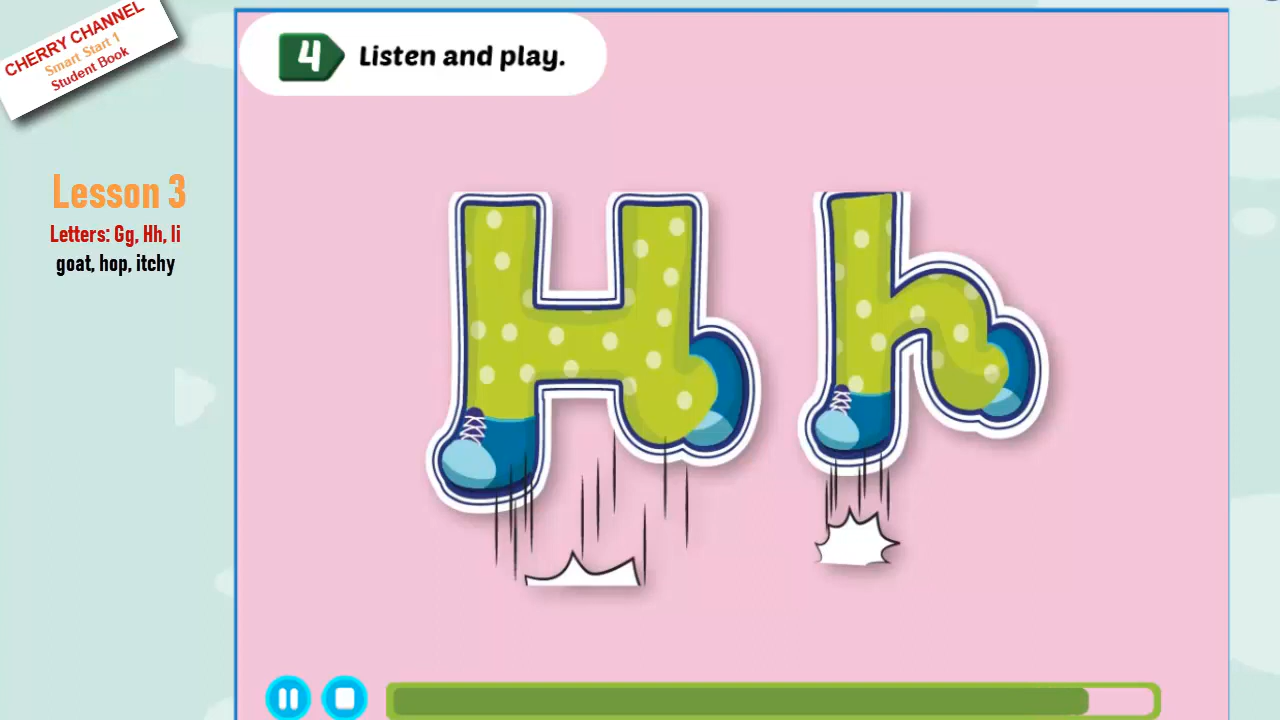 CHERRY CHANNEL
Smart Start 1
Student Book
4 Listen and play.
Lesson 3
Letters: Gg, Hh, Ii
goat, hop, itchy
H h